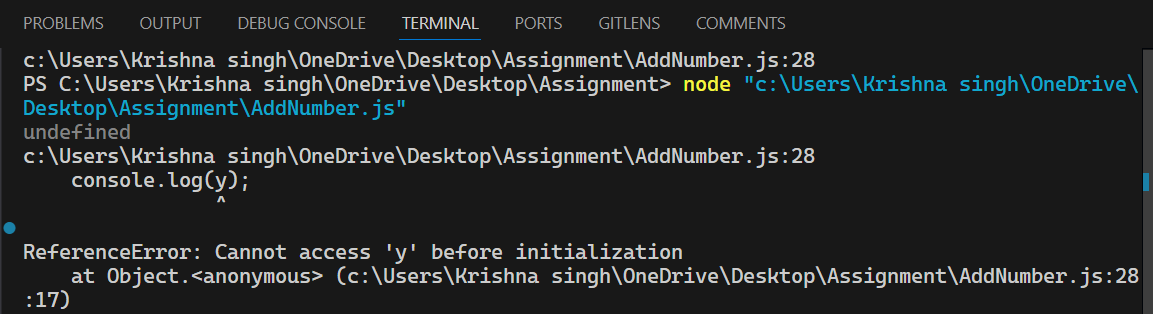 PROBLEMS OUTPUT DEBUG CONSOLE TERMINAL PORTS GITLENS COMMENTS
c:\Users\Krishna singh\OneDrive\Desktop\Assignment\AddNumber.js:28
PS C:\Users\Krishna singh\OneDrive\Desktop\Assignment> node "c:\Users\Krishna singh\OneDrive\
Desktop\Assignment\AddNumber.js"
undefined
c:\Users\Krishna singh\OneDrive\Desktop\Assignment\AddNumber.js:28
    console.log(y);
                ^
ReferenceError: Cannot access 'y' before initialization
    at Object.<anonymous> (c:\Users\Krishna singh\OneDrive\Desktop\Assignment\AddNumber.js:28
:17)